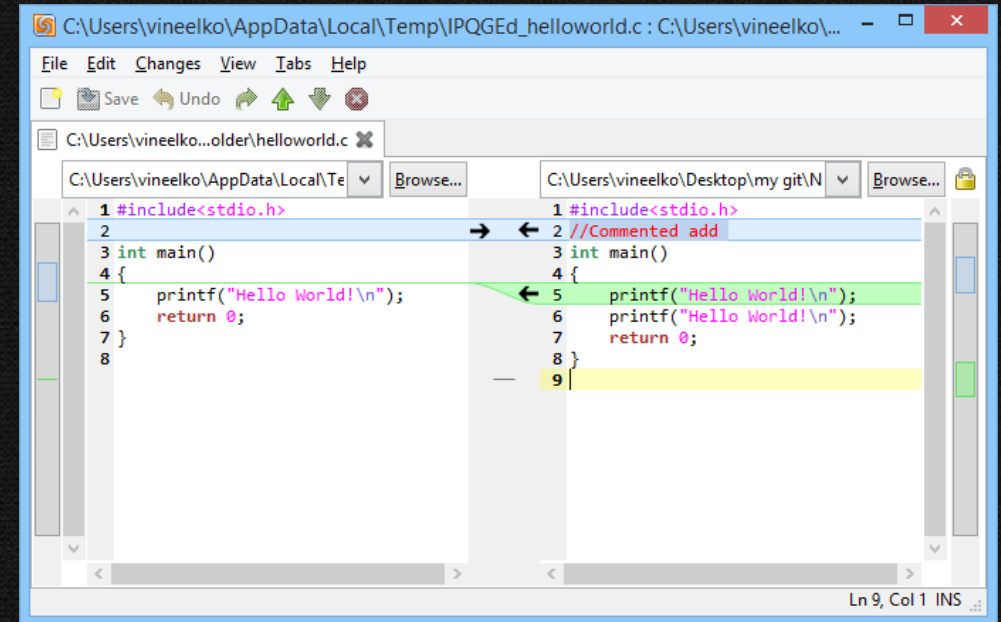 C:\Users\vineelko\AppData\Local\Temp\IPQGEd_helloworld.c : C:\Users\vineelko\...
File Edit Changes View Tabs Help
Save Undo
C:\Users\vineelko...older\helloworld.c
C:\Users\vineelko\AppData\Local\Te Browse... C:\Users\vineelko\Desktop\my git\N Browse...
1 #include<stdio.h>
2
3 int main()
4 {
5 printf("Hello World!\n");
6 return 0;
7 }
8
1 #include<stdio.h>
2 //Commented add
3 int main()
4 {
5 printf("Hello World!\n");
6 printf("Hello World!\n");
7 return 0;
8 }
9
Ln 9, Col 1 INS